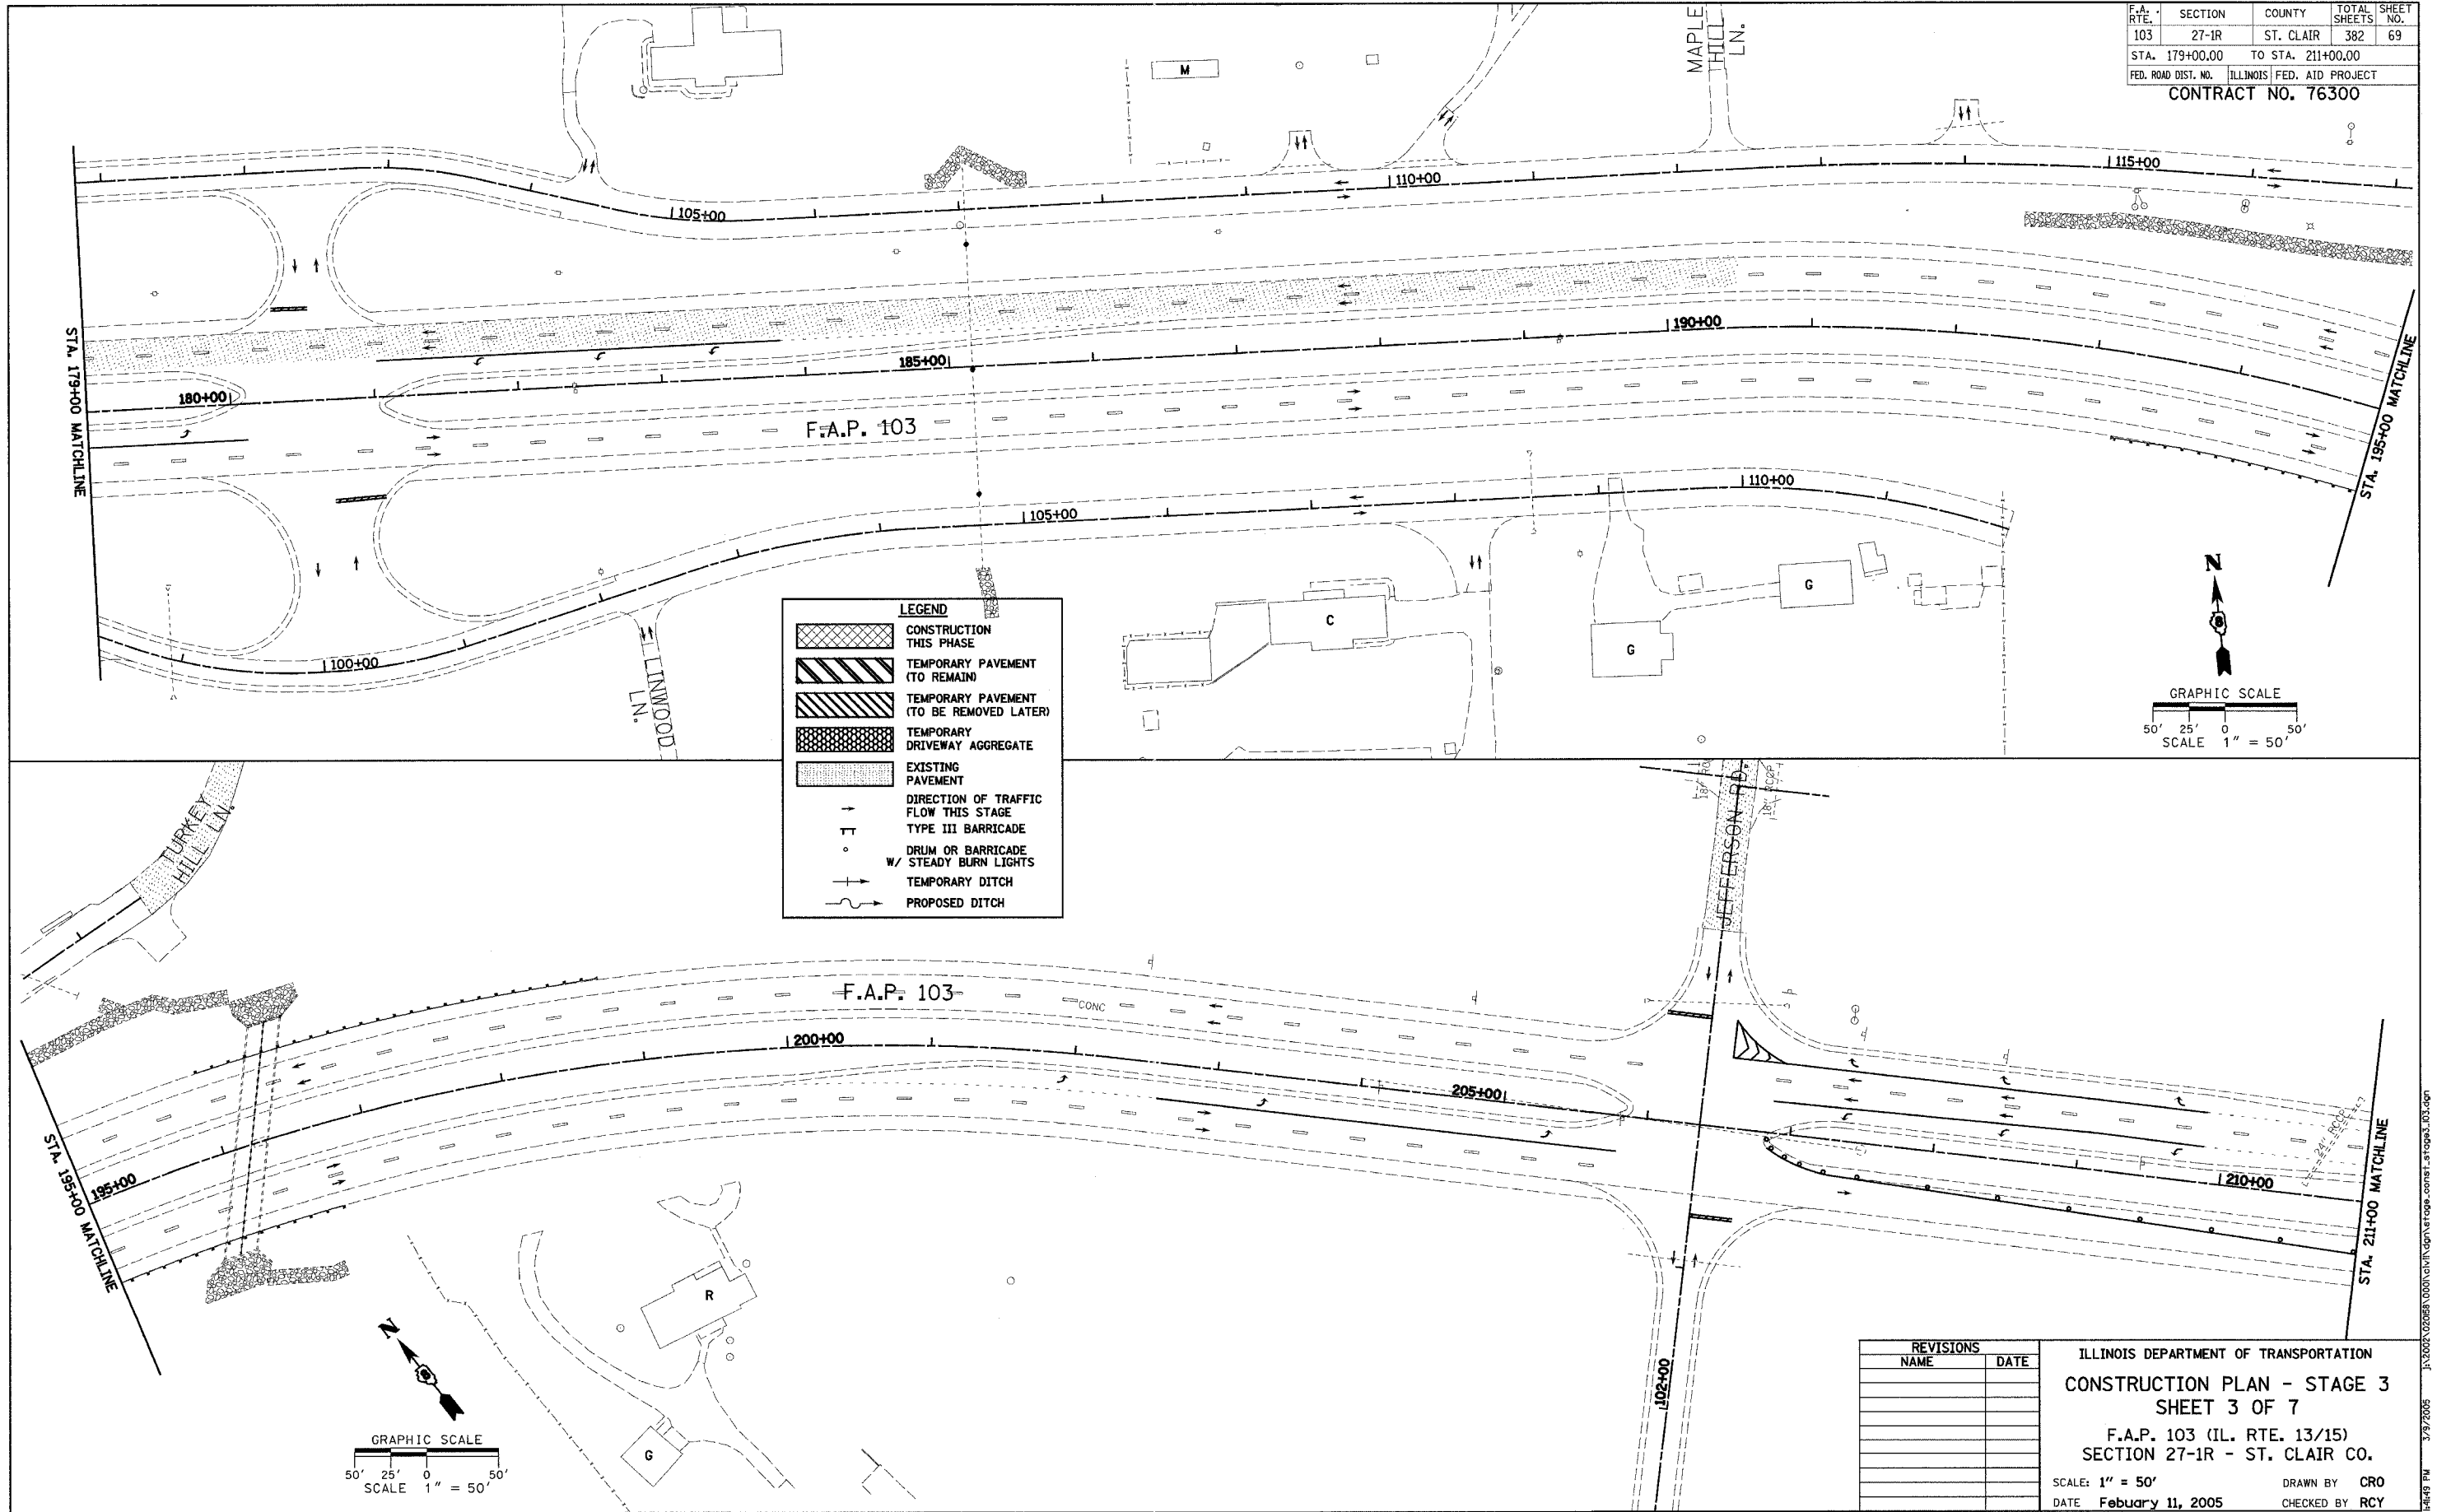 F.A. RTE. SECTION COUNTY TOTAL SHEETS SHEET NO.
103 27-1R ST. CLAIR 382 69
STA. 179+00.00 TO STA. 211+00.00
FED. ROAD DIST. NO. ILLINOIS FED. AID PROJECT
CONTRACT NO. 76300
MAPLE
HILL
LN.
M
115+00
110+00
105+00
190+00
185+00
180+00
F.A.P. 103
STA. 179+00 MATCHLINE
STA. 195+00 MATCHLINE
110+00
105+00
100+00
LINWOOD
LN.
C
G
G
N
GRAPHIC SCALE
50' 25' 0 50'
SCALE 1" = 50'
LEGEND
CONSTRUCTION
THIS PHASE
TEMPORARY PAVEMENT
(TO REMAIN)
TEMPORARY PAVEMENT
(TO BE REMOVED LATER)
TEMPORARY
DRIVEWAY AGGREGATE
EXISTING
PAVEMENT
DIRECTION OF TRAFFIC
FLOW THIS STAGE
TYPE III BARRICADE
DRUM OR BARRICADE
W/ STEADY BURN LIGHTS
TEMPORARY DITCH
PROPOSED DITCH
TURKEY
HILL LN.
JEFFERSON RD.
18" RCCP
F.A.P. 103
CONC
195+00
200+00
205+00
210+00
24" RCCP
STA. 195+00 MATCHLINE
STA. 211+00 MATCHLINE
102+00
R
G
N
GRAPHIC SCALE
50' 25' 0 50'
SCALE 1" = 50'
REVISIONS
NAME DATE
ILLINOIS DEPARTMENT OF TRANSPORTATION
CONSTRUCTION PLAN - STAGE 3
SHEET 3 OF 7
F.A.P. 103 (IL. RTE. 13/15)
SECTION 27-1R - ST. CLAIR CO.
SCALE: 1" = 50' DRAWN BY CRO
DATE Febuary 11, 2005 CHECKED BY RCY
3/9/2005